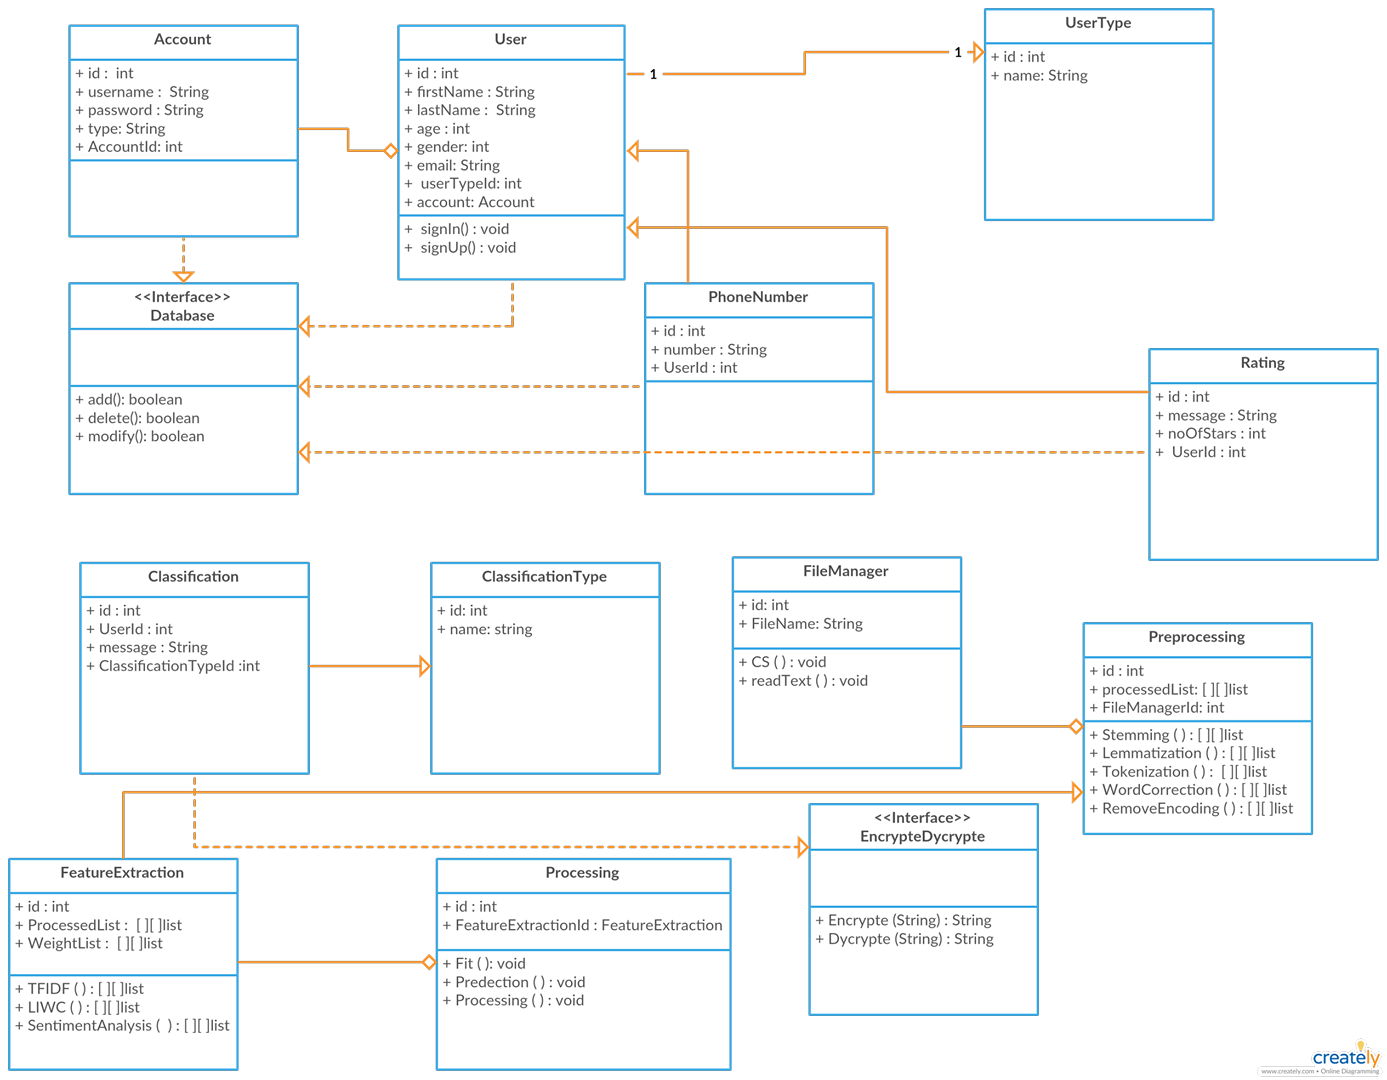 Account
+ id :  int
+ username :  String
+ password : String
+ type: String
+ AccountId: int
User
+ id : int
+ firstName : String
+ lastName :  String
+ age : int
+ gender: int
+ email: String
+  userTypeId: int
+ account: Account
+  signIn() : void
+  signUp() : void
1
1
UserType
+ id : int
+ name: String
<<Interface>>
Database
+ add(): boolean
+ delete(): boolean
+ modify(): boolean
PhoneNumber
+ id : int
+ number : String
+ UserId : int
Rating
+ id : int
+ message : String
+ noOfStars : int
+  UserId : int
Classification
+ id : int
+ UserId : int
+ message : String
+ ClassificationTypeId :int
ClassificationType
+ id: int
+ name: string
FileManager
+ id: int
+ FileName: String
+ CS ( ) : void
+ readText ( ) : void
Preprocessing
+ id : int
+ processedList: [ ][ ]list
+ FileManagerId: int
+ Stemming ( ) : [ ][ ]list
+ Lemmatization ( ) : [ ][ ]list
+ Tokenization ( ) :  [ ][ ]list
+ WordCorrection ( ) : [ ][ ]list
+ RemoveEncoding ( ) : [ ][ ]list
<<Interface>>
EncrypteDycrypte
+ Encrypte (String) : String
+ Dycrypte (String) : String
FeatureExtraction
+ id : int
+ ProcessedList :  [ ][ ]list
+ WeightList :  [ ][ ]list
+ TFIDF ( ) : [ ][ ]list
+ LIWC ( ) : [ ][ ]list
+ SentimentAnalysis (  ) : [ ][ ]list
Processing
+ id : int
+ FeatureExtractionId : FeatureExtraction
+ Fit ( ): void
+ Predection ( ) : void
+ Processing ( ) : void
creately
www.creately.com • Online Diagramming